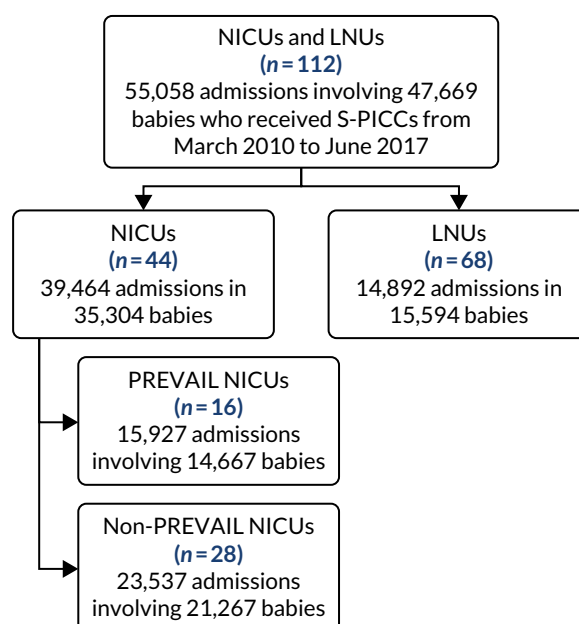 NICUs and LNUs
(n = 112)
55,058 admissions involving 47,669
babies who received S-PICCs from
March 2010 to June 2017
NICUs
(n = 44)
39,464 admissions in
35,304 babies
LNUs
(n = 68)
14,892 admissions in
15,594 babies
PREVAIL NICUs
(n = 16)
15,927 admissions
involving 14,667 babies
Non-PREVAIL NICUs
(n = 28)
23,537 admissions
involving 21,267 babies